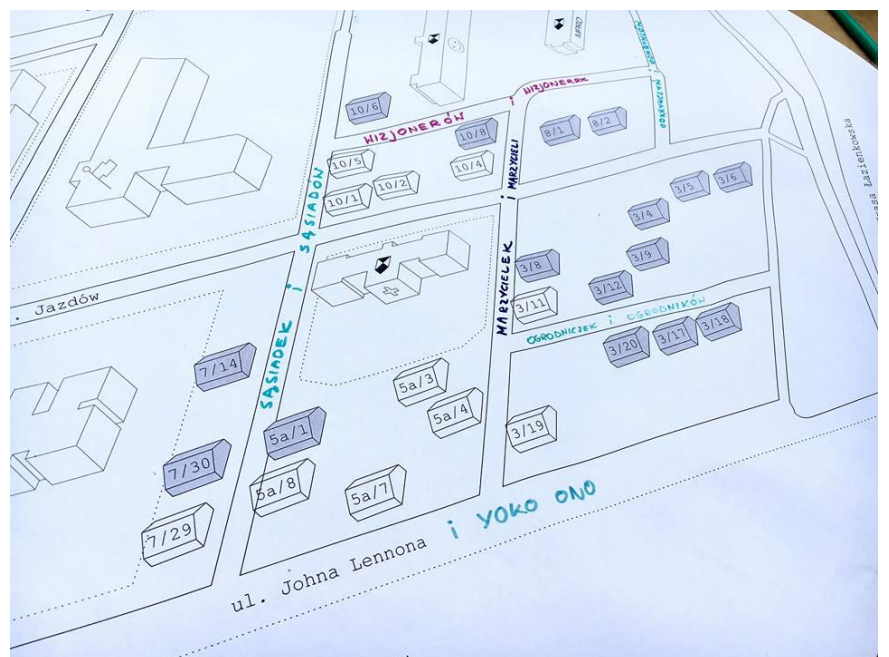 10/6
WIZJONERÓW i WIZJONEREK
10/8
8/1
8/2
10/5
10/4
10/2
10/1
SĄSIADEK i SĄSIADÓW
MARZYCIELEK i MARZYCIELI
3/6
3/5
3/4
3/9
3/8
3/12
3/11
OGRODNICZEK i OGRODNIKÓW
3/18
3/17
3/20
3/19
. Jazdów
7/14
7/30
7/29
5a/3
5a/4
5a/1
5a/8
5a/7
ul. Johna Lennona i YOKO ONO
asa Łazienkowska